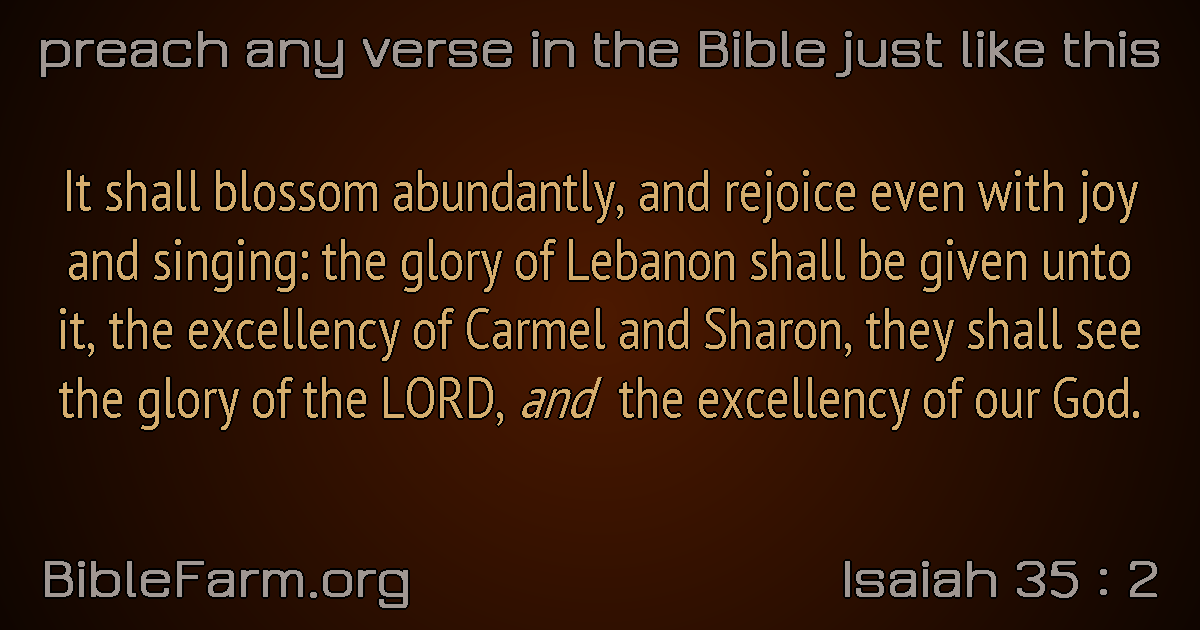 preach any verse in the Bible just like this
It shall blossom abundantly, and rejoice even with joy
and singing: the glory of Lebanon shall be given unto
it, the excellency of Carmel and Sharon, they shall see
the glory of the LORD, and the excellency of our God.
BibleFarm.org
Isaiah 35 : 2